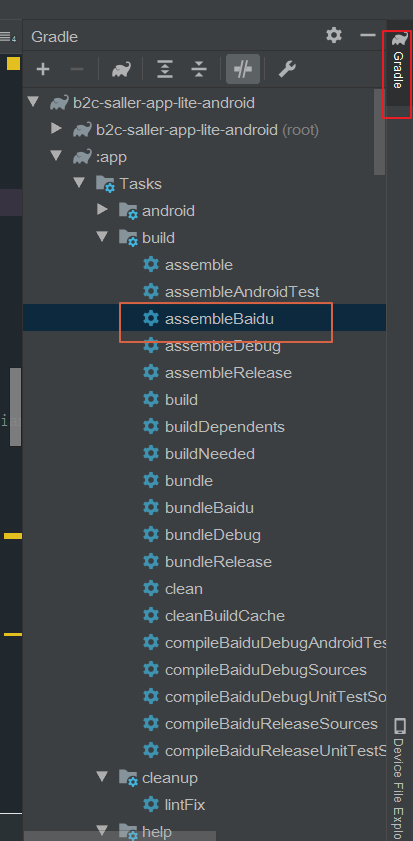 4
Gradle
b2c-saller-app-lite-android
b2c-saller-app-lite-android (root)
:app
Tasks
android
build
assemble
assembleAndroidTest
assembleBaidu
assembleDebug
assembleRelease
build
buildDependents
buildNeeded
bundle
bundleBaidu
bundleDebug
bundleRelease
clean
cleanBuildCache
compileBaiduDebugAndroidTes
compileBaiduDebugSources
compileBaiduDebugUnitTestSo
compileBaiduReleaseSources
compileBaiduReleaseUnitTestS
cleanup
lintFix
help
Gradle
Device File Explo